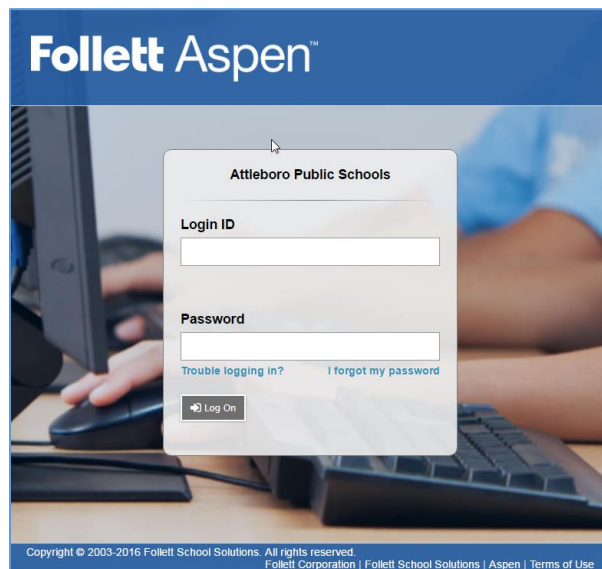 Follett Aspen™
Attleboro Public Schools
Login ID
Password
Trouble logging in? I forgot my password
Log On
Copyright © 2003-2016 Follett School Solutions. All rights reserved.
Follett Corporation | Follett School Solutions | Aspen | Terms of Use